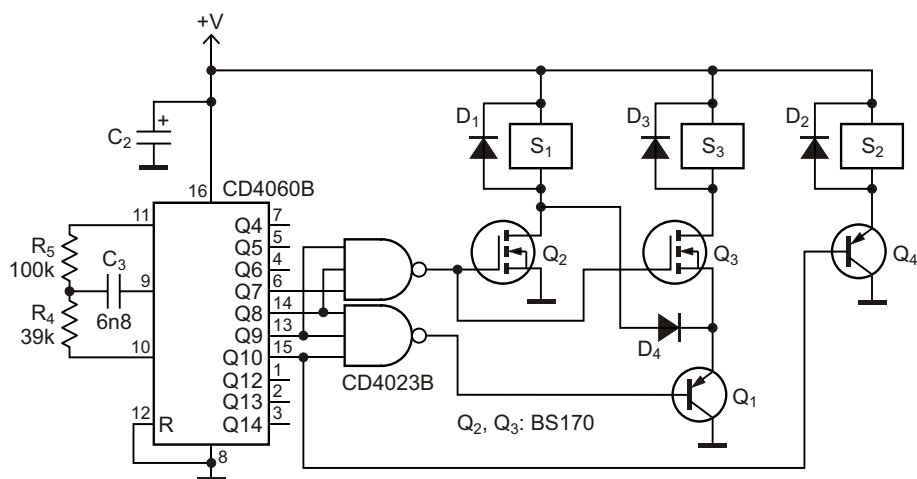 +V
C2
+
16
CD4060B
11
R5
100k
C3
9
6n8
R4
39k
10
12
R
8
Q4
7
Q5
5
Q6
4
Q7
6
Q8
14
Q9
13
Q10
15
Q12
1
Q13
2
Q14
3
CD4023B
D1
S1
Q2
D3
S3
Q3
D4
Q1
D2
S2
Q4
Q2, Q3: BS170